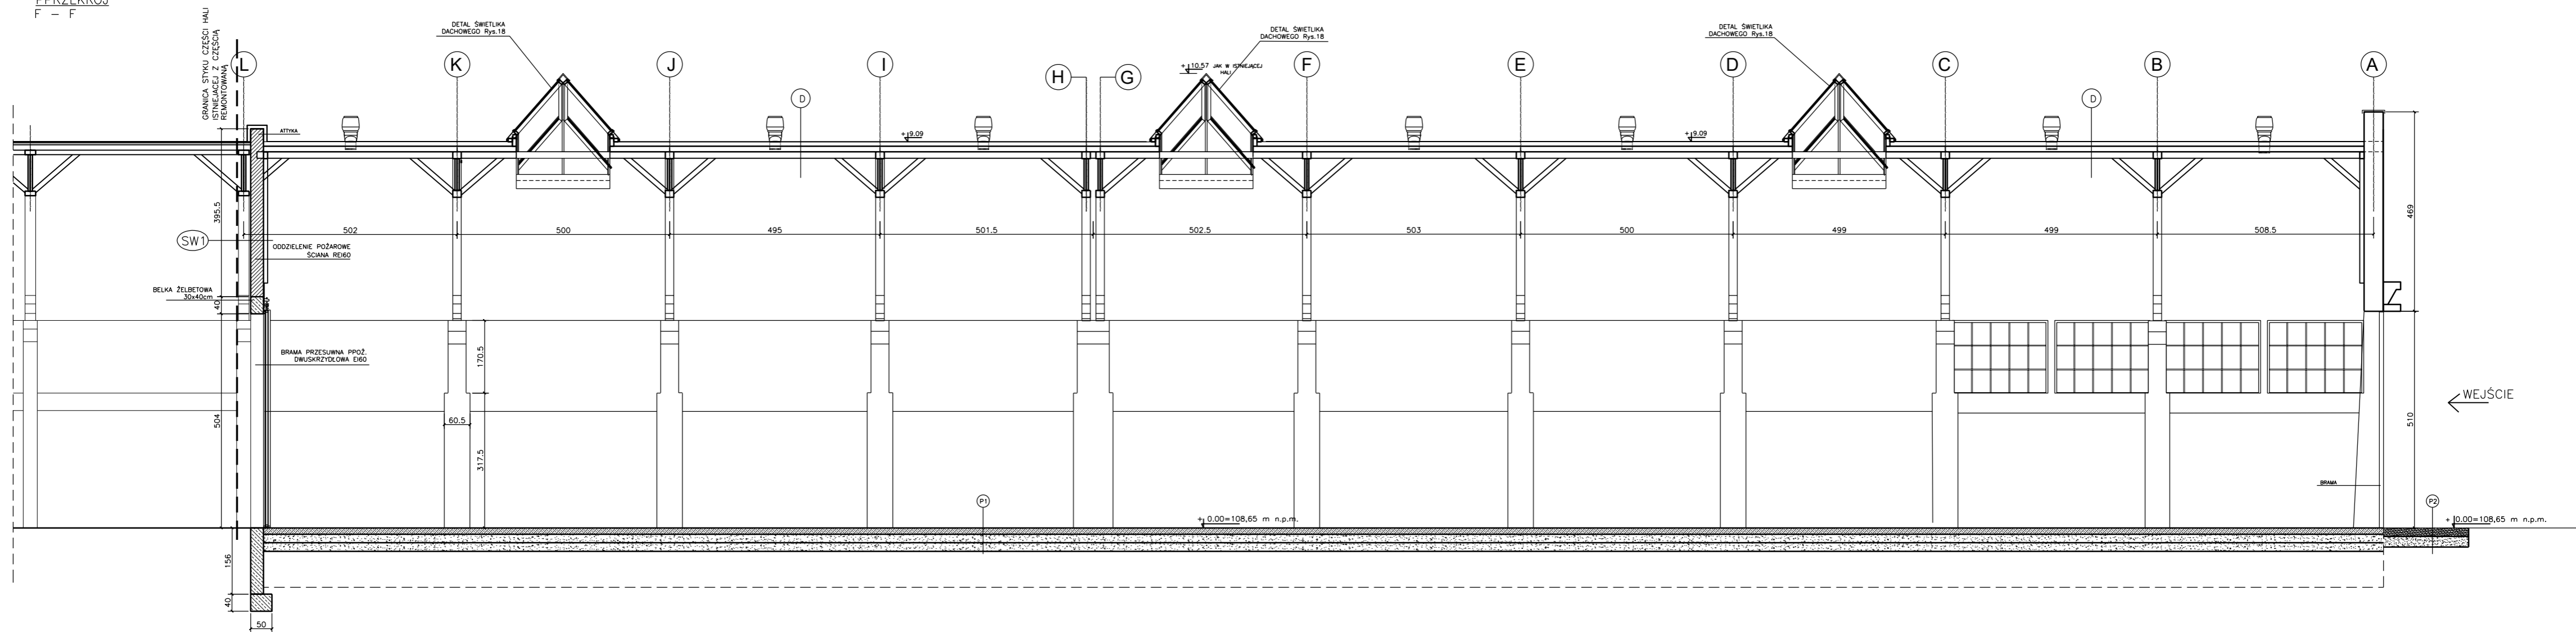 PPRZEKRÓJ
F - F
GRANICA STYKU CZĘŚCI HALI
ISTNIEJACEJ Z CZĘŚCIĄ
REMONTOWANĄ
DETAL ŚWIETLIKA
DACHOWEGO Rys.18
DETAL ŚWIETLIKA
DACHOWEGO Rys.18
DETAL ŚWIETLIKA
DACHOWEGO Rys.18
L
K
J
I
H
G
F
E
D
C
B
A
+ 10.57 JAK W ISTNIEJĄCEJ
HALI
D
D
ATTYKA
+ 9.09
+ 9.09
395.5
469
SW1
502
500
495
501.5
502.5
503
500
499
499
508.5
ODDZIELENIE POŻAROWE
ŚCIANA REI60
BELKA ŻELBETOWA
30x40cm
40
BRAMA PRZESUWNA PPOŻ.
DWUSKRZYDŁOWA EI60
170.5
WEJŚCIE
60.5
504
510
317.5
BRAMA
P1
P2
+ 0.00=108,65 m n.p.m.
+ 0.00=108,65 m n.p.m.
156
40
50